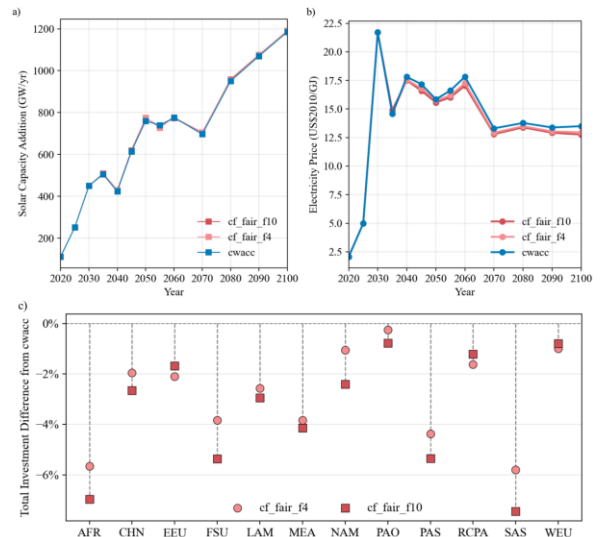 a)
Solar Capacity Addition (GW/yr)
1200
1000
800
600
400
200
2020 2030 2040 2050 2060 2070 2080 2090 2100
Year
cf_fair_f10
cf_fair_f4
cwacc
b)
Electricity Price (US2010/GJ)
22.5
20.0
17.5
15.0
12.5
10.0
7.5
5.0
2.5
2020 2030 2040 2050 2060 2070 2080 2090 2100
Year
cf_fair_f10
cf_fair_f4
cwacc
c)
Total Investment Difference from cwacc
0%
−2%
−4%
−6%
cf_fair_f4 cf_fair_f10
AFR CHN EEU FSU LAM MEA NAM PAO PAS RCPA SAS WEU